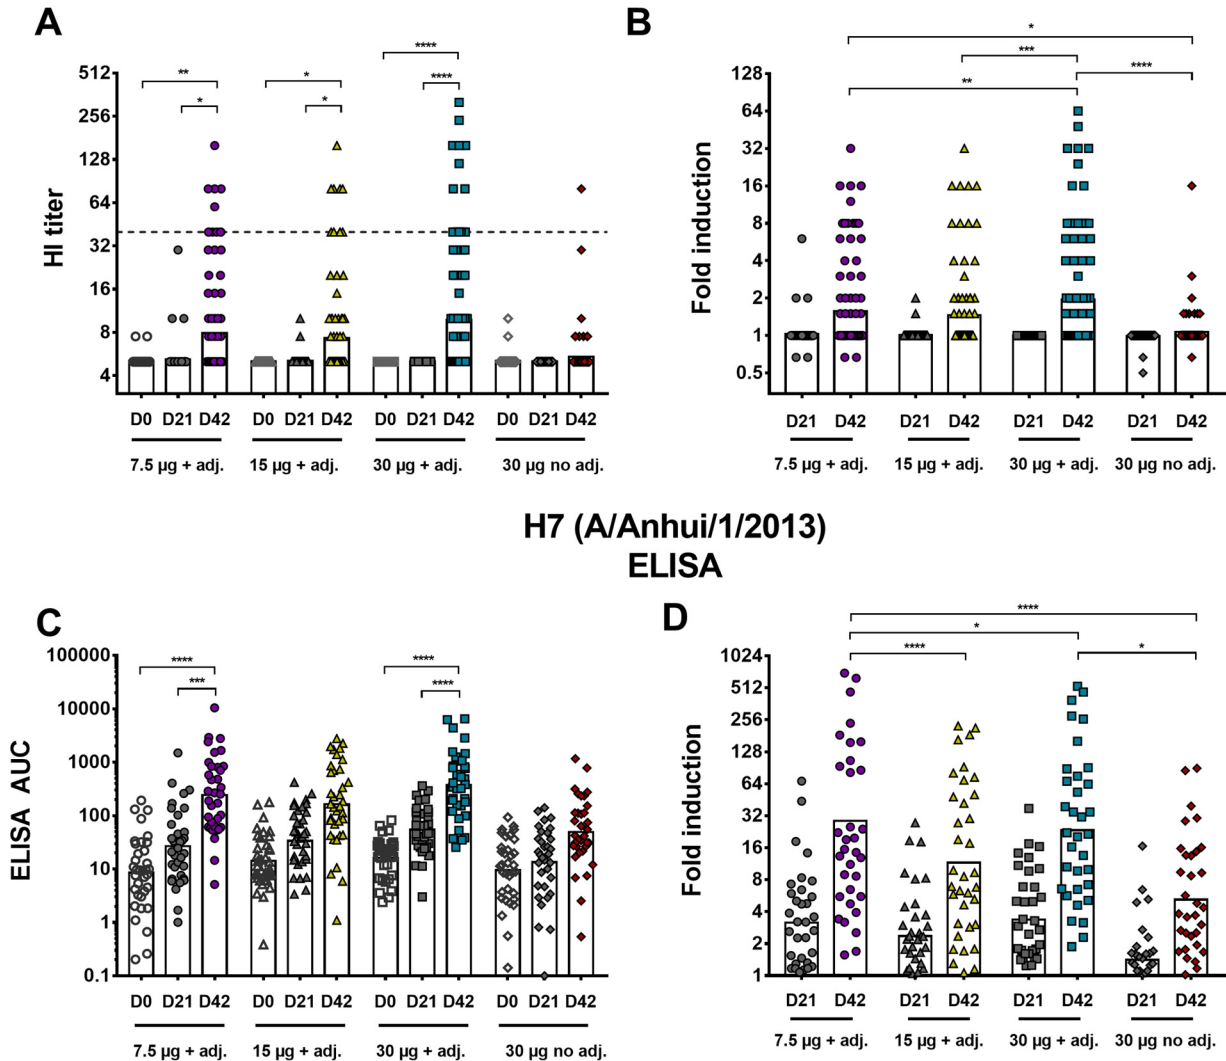 A
HI titer
512
256
128
64
32
16
8
4
**
*
*
*
****
****
D0 D21 D42 D0 D21 D42 D0 D21 D42 D0 D21 D42
7.5 µg + adj. 15 µg + adj. 30 µg + adj. 30 µg no adj.
B
Fold induction
128
64
32
16
8
4
2
1
0.5
*
***
****
**
D21 D42 D21 D42 D21 D42 D21 D42
7.5 µg + adj. 15 µg + adj. 30 µg + adj. 30 µg no adj.
H7 (A/Anhui/1/2013)
ELISA
C
ELISA AUC
100000
10000
1000
100
10
1
0.1
****
***
****
****
D0 D21 D42 D0 D21 D42 D0 D21 D42 D0 D21 D42
7.5 µg + adj. 15 µg + adj. 30 µg + adj. 30 µg no adj.
D
Fold induction
1024
512
256
128
64
32
16
8
4
2
1
****
*
****
*
D21 D42 D21 D42 D21 D42 D21 D42
7.5 µg + adj. 15 µg + adj. 30 µg + adj. 30 µg no adj.